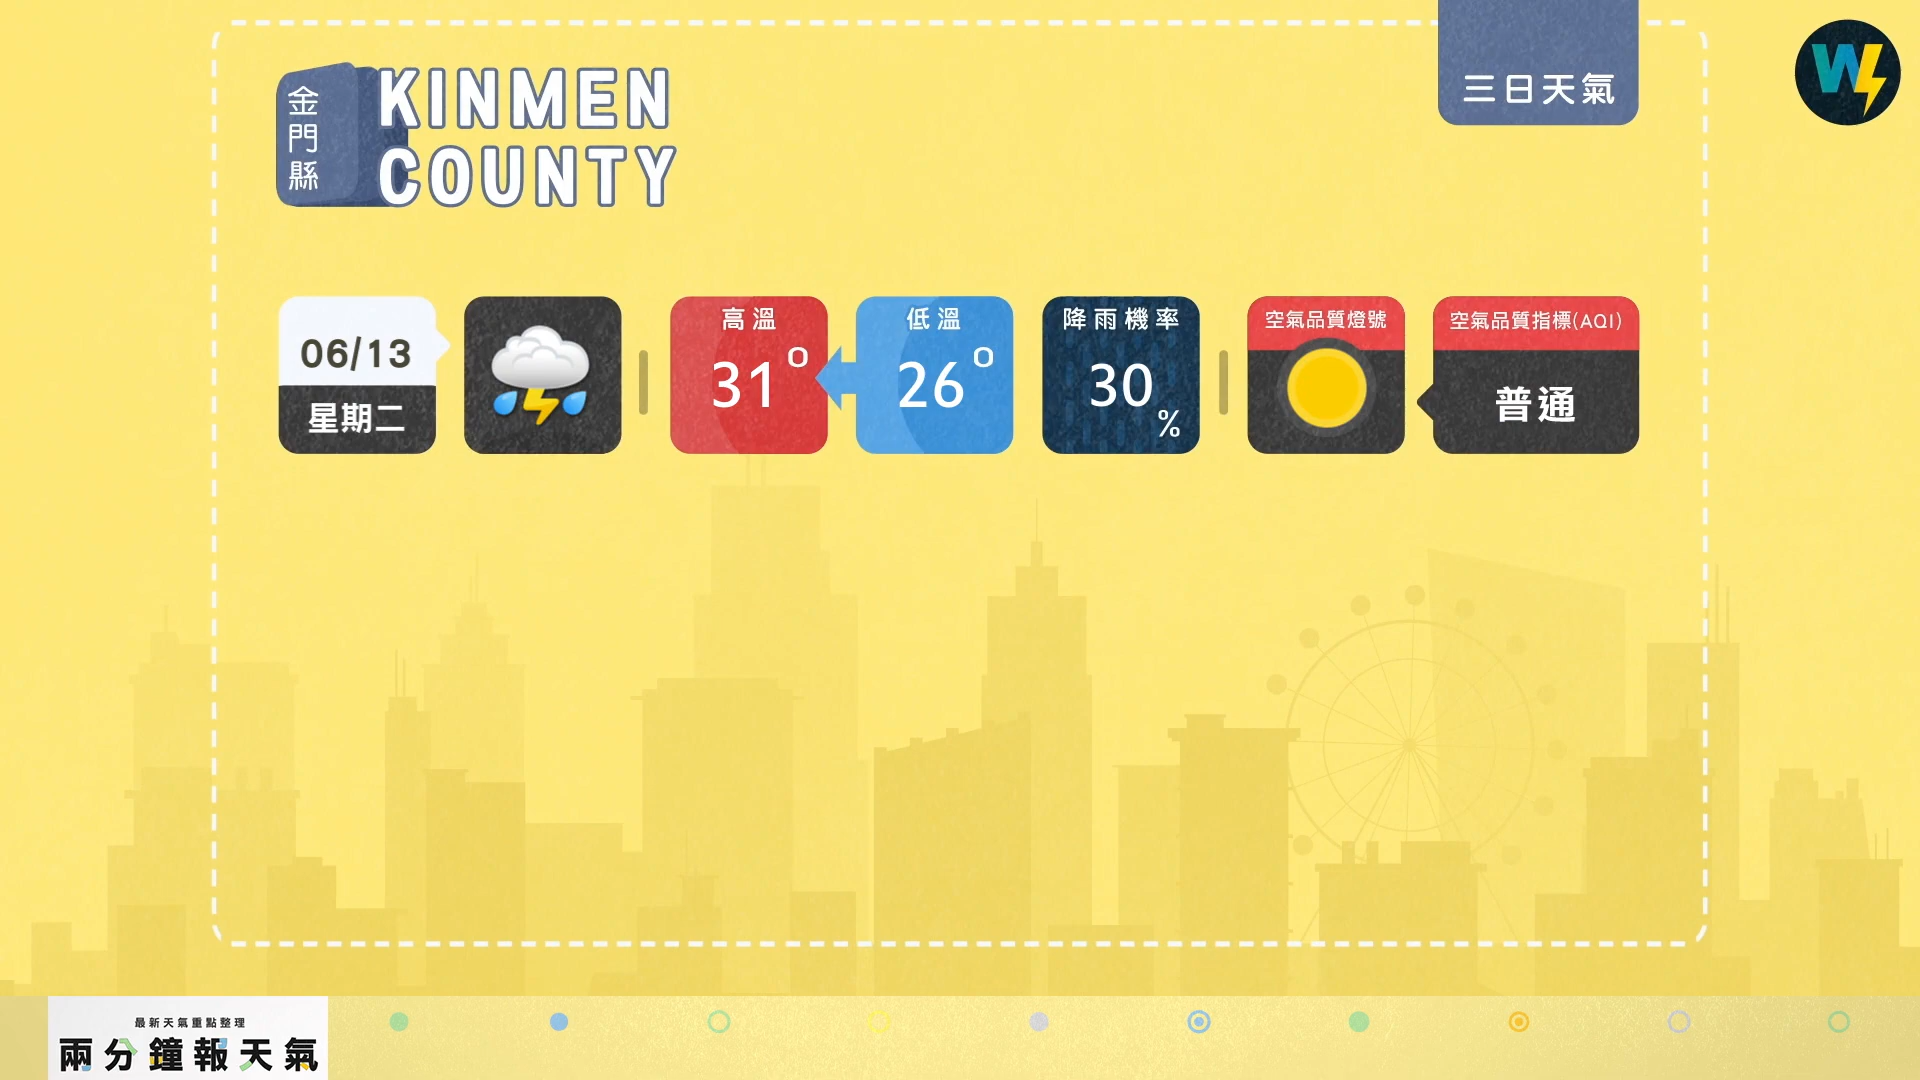 金門縣
KINMEN
COUNTY
三日天氣
W
06/13
星期二
高溫
31°
低溫
26°
降雨機率
30
%
空氣品質燈號
空氣品質指標(AQI)
普通
最新天氣重點整理
兩分鐘報天氣